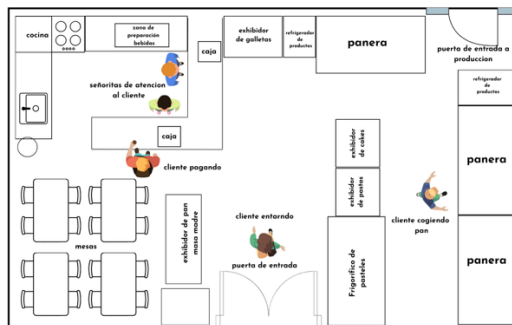 cocina
zona de
preparación
bebidas
caja
exhibidor
de galletas
refrigerador
de
productos
panera
puerta de entrada a
produccion
refrigerador
de
productos
señoritas de atencion
al cliente
caja
cliente pagando
exhibidor
de cakes
exhibidor
de pastas
panera
cliente cogiendo
pan
mesas
exhibidor de pan
masa madre
cliente entarndo
puerta de entrada
Frigorifico de
pasteles
panera